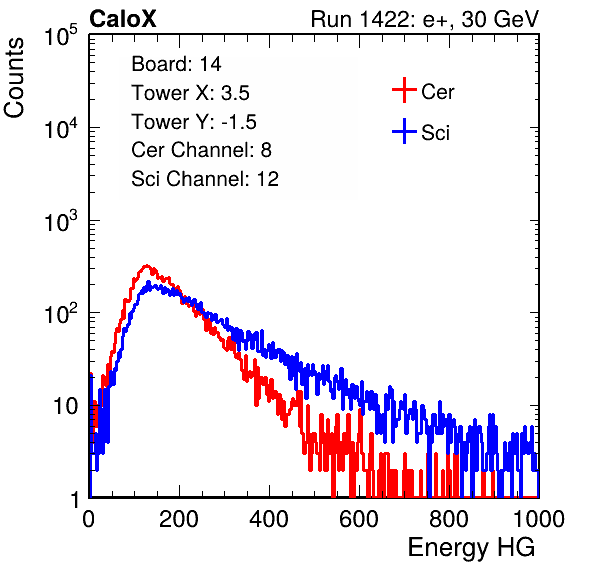 CaloX Run 1422: e+, 30 GeV
Counts
Board: 14
Tower X: 3.5
Tower Y: -1.5
Cer Channel: 8
Sci Channel: 12
Cer
Sci
10^5
10^4
10^3
10^2
10
1
0 200 400 600 800 1000
Energy HG